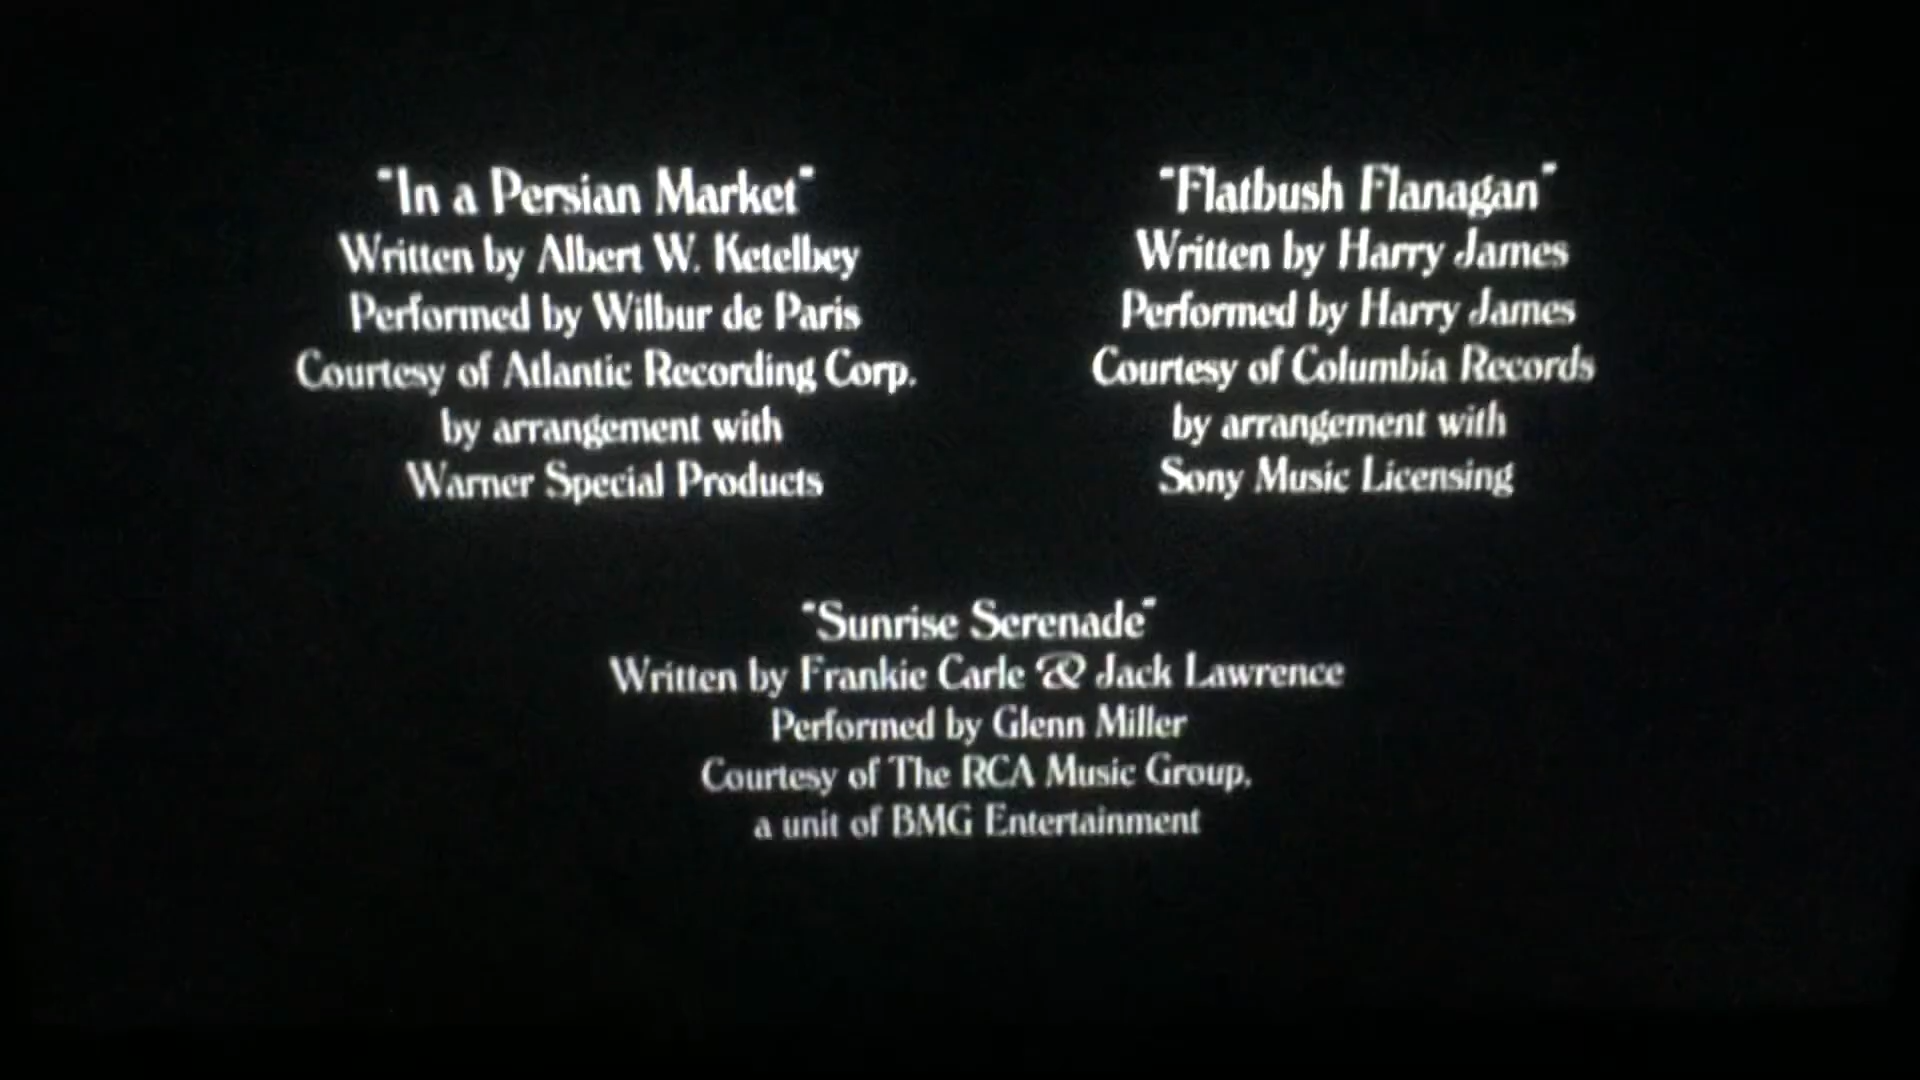 "In a Persian Market"
Written by Albert W. Ketelbey
Performed by Wilbur de Paris
Courtesy of Atlantic Recording Corp.
by arrangement with
Warner Special Products
"Flatbush Flanagan"
Written by Harry James
Performed by Harry James
Courtesy of Columbia Records
by arrangement with
Sony Music Licensing
"Sunrise Serenade"
Written by Frankie Carle & Jack Lawrence
Performed by Glenn Miller
Courtesy of The RCA Music Group,
a unit of BMG Entertainment